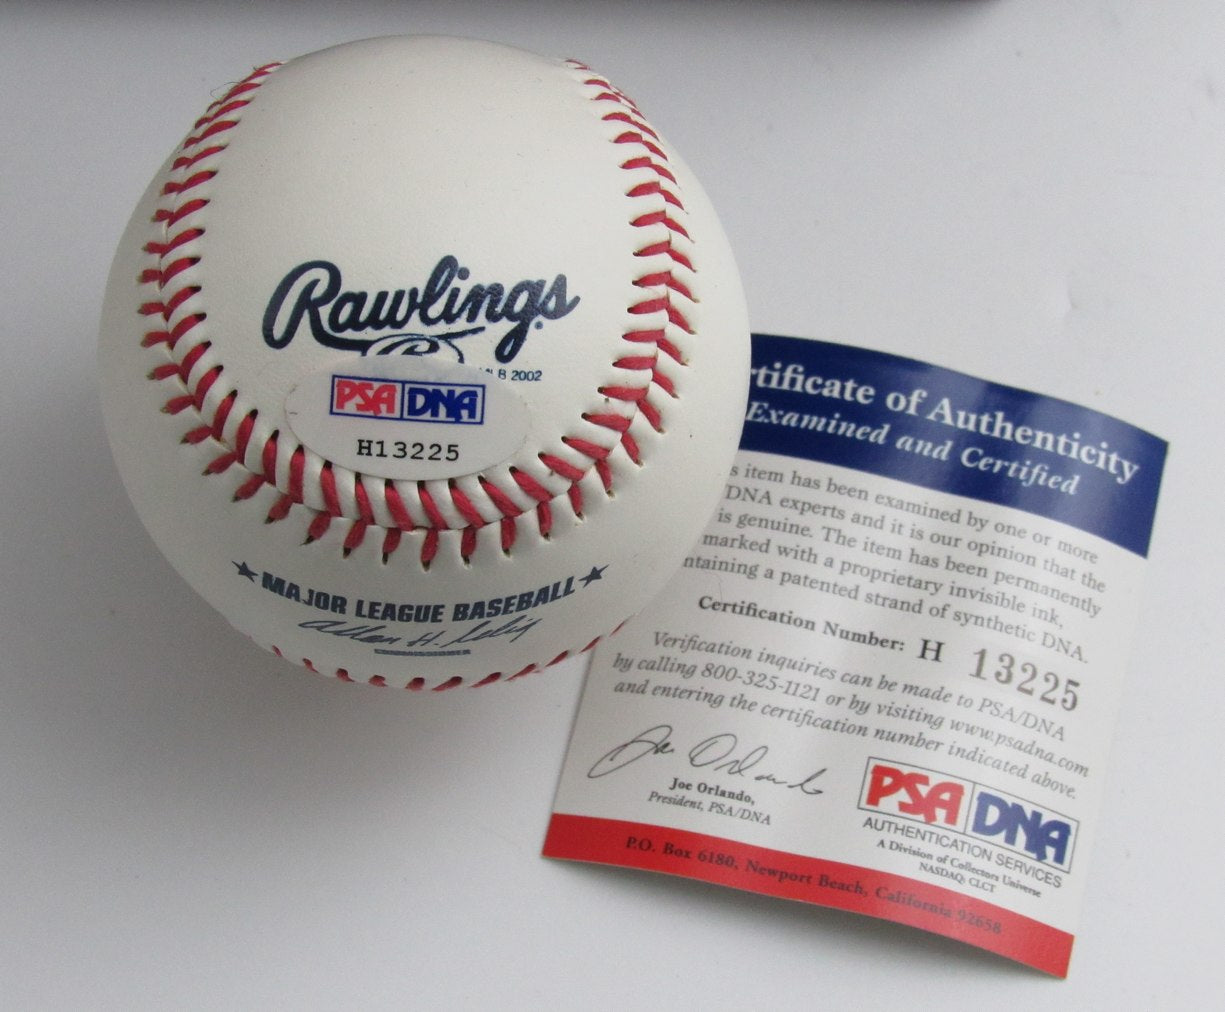 Rawlings
MLB 2002
PSA DNA
H13225
MAJOR LEAGUE BASEBALL
Allan H. Selig
tificate of Authenticity
Examined and Certified
s item has been examined by one or more
DNA experts and it is our opinion that the
is genuine. The item has been permanently
marked with a proprietary invisible ink,
ntaining a patented strand of synthetic DNA.
Certification Number: H 13225
Verification inquiries can be made to PSA/DNA
by calling 800-325-1121 or by visiting www.psadna.com
and entering the certification number indicated above.
Joe Orlando
Joe Orlando,
President, PSA/DNA
PSA DNA
AUTHENTICATION SERVICES
A Division of Collectors Universe
NASDAQ: CLCT
P.O. Box 6180, Newport Beach, California 92658